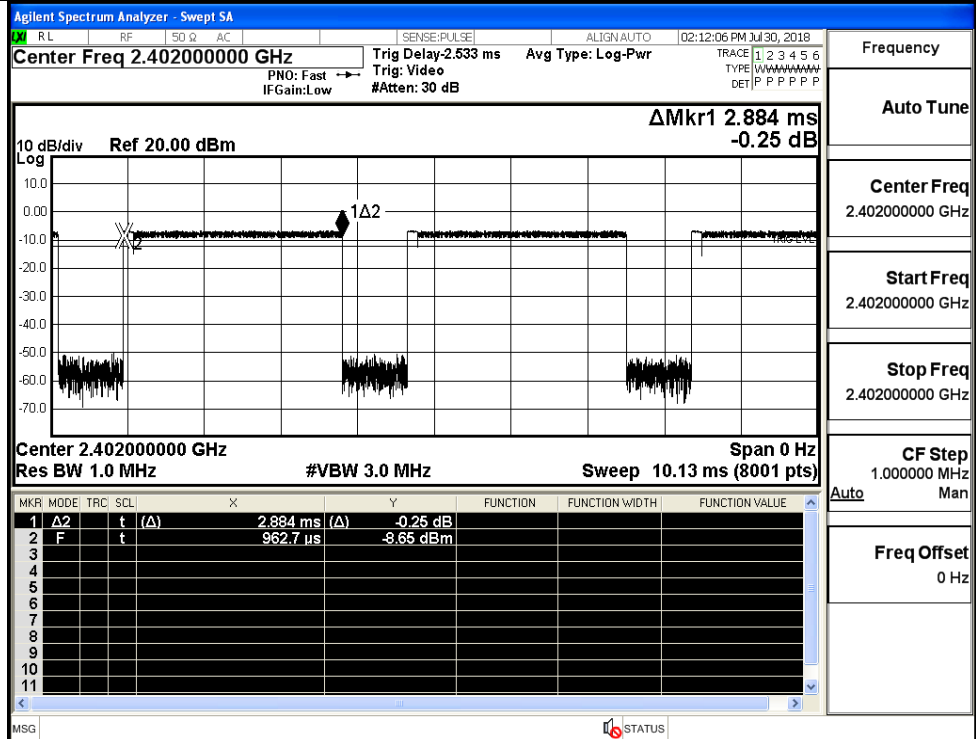 Agilent Spectrum Analyzer - Swept SA
LXI RL RF 50 Ω AC SENSE:PULSE ALIGNAUTO 02:12:06 PM Jul 30, 2018
Center Freq 2.402000000 GHz
PNO: Fast
IFGain:Low
Trig Delay-2.533 ms
Trig: Video
#Atten: 30 dB
Avg Type: Log-Pwr
TRACE 1 2 3 4 5 6
TYPE WWWWWW
DET P P P P P P
ΔMkr1 2.884 ms
-0.25 dB
10 dB/div Ref 20.00 dBm
Log
10.0
0.00
-10.0
-20.0
-30.0
-40.0
-50.0
-60.0
-70.0
1Δ2
2
TRIG LVL
Center 2.402000000 GHz Span 0 Hz
Res BW 1.0 MHz #VBW 3.0 MHz Sweep 10.13 ms (8001 pts)
MKR MODE TRC SCL X Y FUNCTION FUNCTION WIDTH FUNCTION VALUE
1 Δ2 t (Δ) 2.884 ms (Δ) -0.25 dB
2 F t 962.7 µs -8.65 dBm
3
4
5
6
7
8
9
10
11
MSG STATUS
Frequency
Auto Tune
Center Freq
2.402000000 GHz
Start Freq
2.402000000 GHz
Stop Freq
2.402000000 GHz
CF Step
1.000000 MHz
Auto Man
Freq Offset
0 Hz